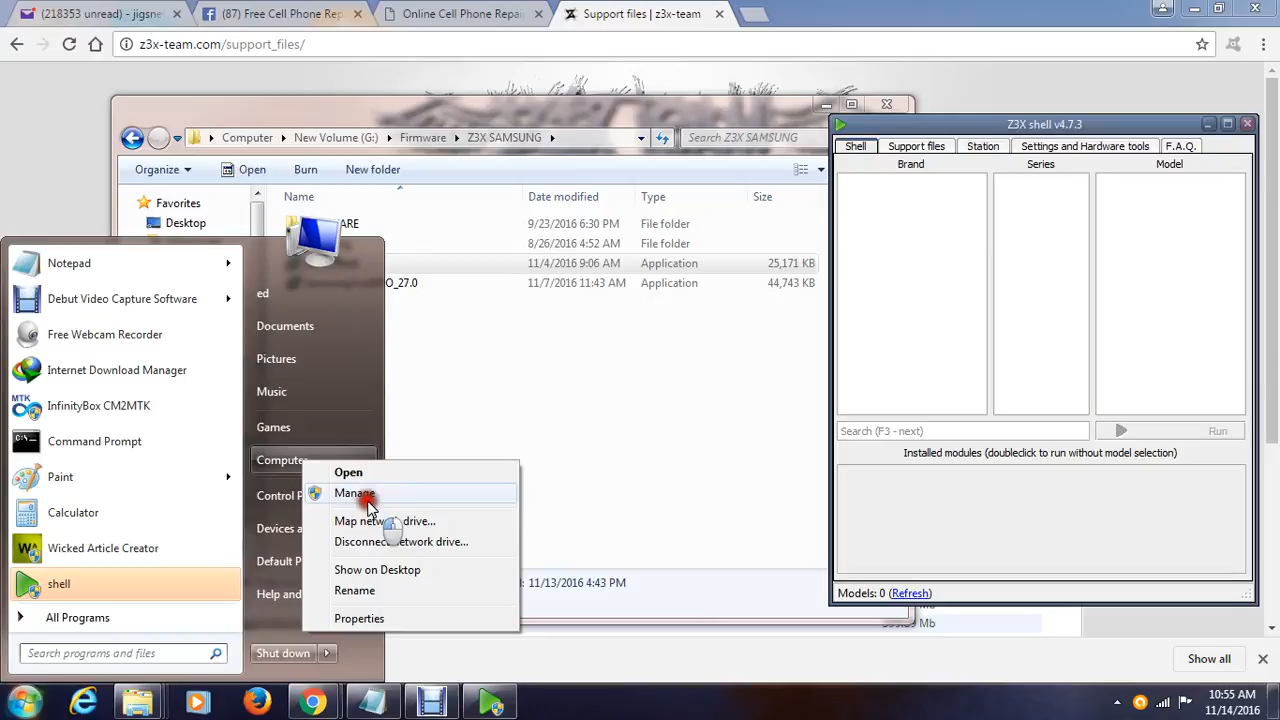 (218353 unread) - jigsne
(87) Free Cell Phone Rep
Online Cell Phone Repai
Support files | z3x-team
z3x-team.com/support_files/
Computer
New Volume (G:)
Firmware
Z3X SAMSUNG
Search Z3X SAMSUNG
Organize
Open
Burn
New folder
Name
Date modified
Type
Size
Favorites
Desktop
ARE
9/23/2016 6:30 PM
File folder
8/26/2016 4:52 AM
File folder
11/4/2016 9:06 AM
Application
25,171 KB
O_27.0
11/7/2016 11:43 AM
Application
44,743 KB
11/13/2016 4:43 PM
Z3X shell v4.7.3
Shell
Support files
Station
Settings and Hardware tools
F.A.Q.
Brand
Series
Model
Search (F3 - next)
Run
Installed modules (doubleclick to run without model selection)
Models: 0 (Refresh)
Mb
Notepad
Debut Video Capture Software
Free Webcam Recorder
Internet Download Manager
MTK
InfinityBox CM2MTK
Command Prompt
Paint
Calculator
Wicked Article Creator
shell
All Programs
Search programs and files
ed
Documents
Pictures
Music
Games
Computer
Control P
Devices a
Default P
Help and
Shut down
Open
Manage
Map network drive...
Disconnect network drive...
Show on Desktop
Rename
Properties
Show all
10:55 AM
11/14/2016